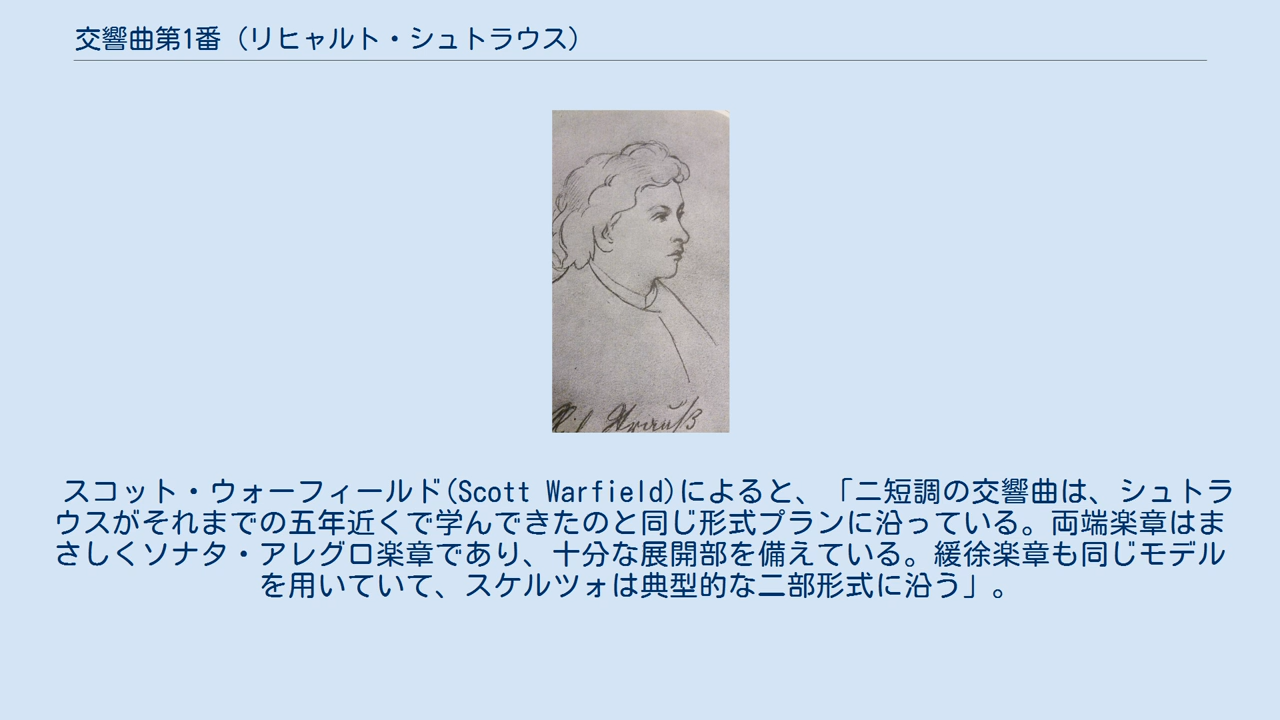 交響曲第1番（リヒャルト・シュトラウス）
Strauß
スコット・ウォーフィールド(Scott Warfield)によると、「ニ短調の交響曲は、シュトラ
ウスがそれまでの五年近くで学んできたのと同じ形式プランに沿っている。両端楽章はま
さしくソナタ・アレグロ楽章であり、十分な展開部を備えている。緩徐楽章も同じモデル
を用いていて、スケルツォは典型的な二部形式に沿う」。